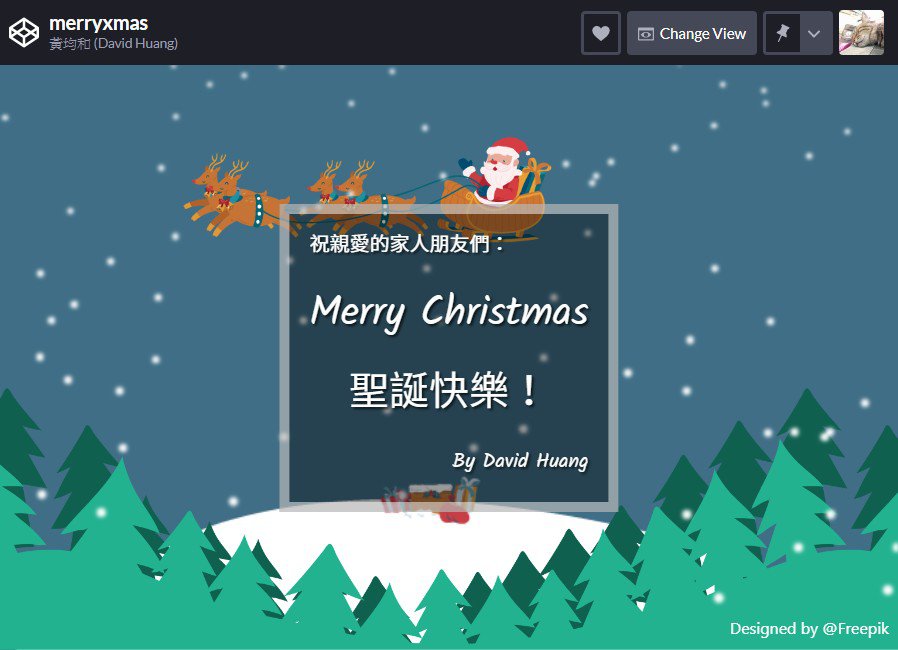 merryxmas
黃均和 (David Huang)
Change View
祝親愛的家人朋友們：
Merry Christmas
聖誕快樂！
By David Huang
Designed by @Freepik